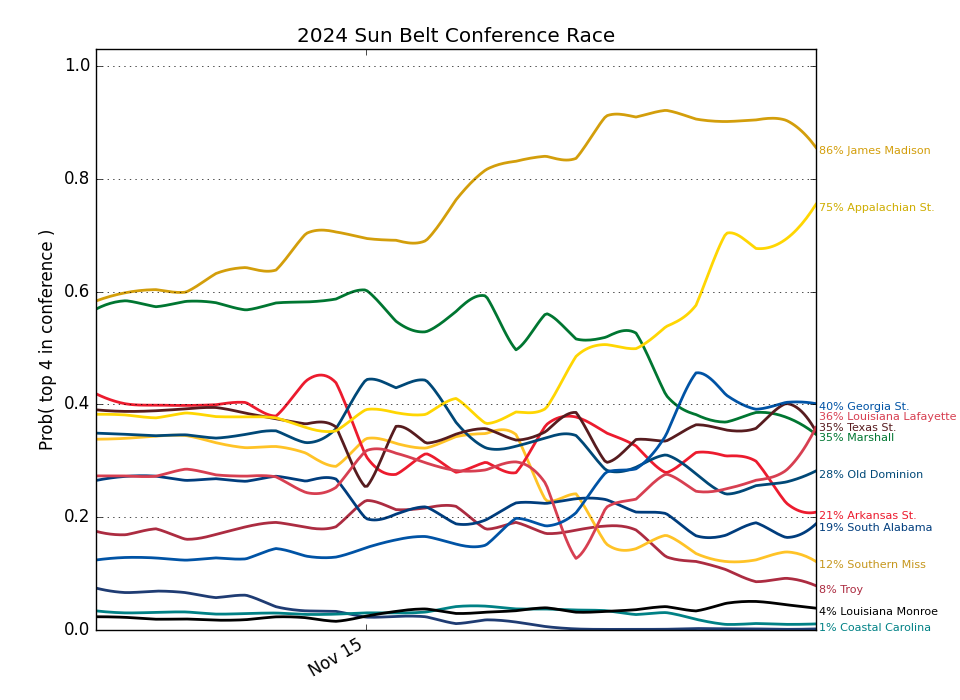 2024 Sun Belt Conference Race
1.0
0.8
0.6
0.4
0.2
0.0
Prob( top 4 in conference )
Nov 15
86% James Madison
75% Appalachian St.
40% Georgia St.
36% Louisiana Lafayette
35% Texas St.
35% Marshall
28% Old Dominion
21% Arkansas St.
19% South Alabama
12% Southern Miss
8% Troy
4% Louisiana Monroe
1% Coastal Carolina